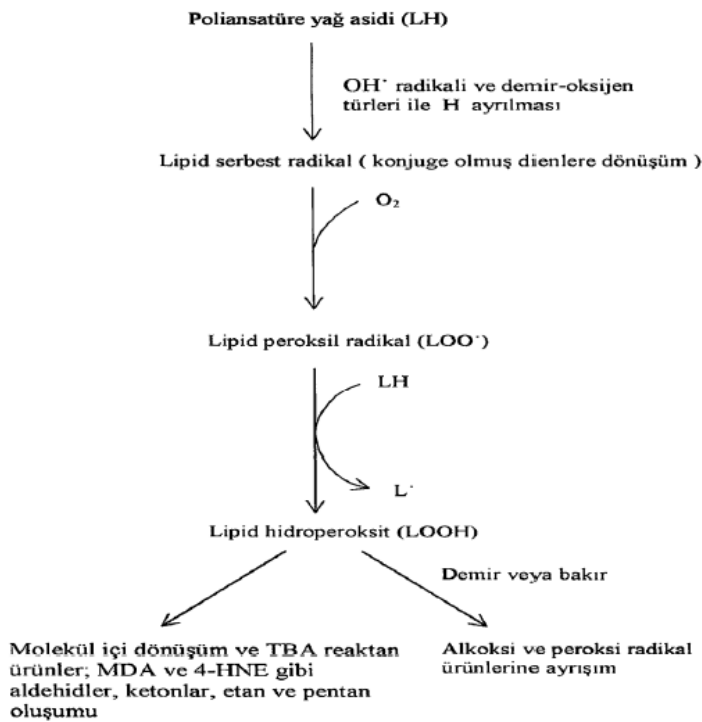 Poliansatüre yağ asidi (LH)
OH˙ radikali ve demir-oksijen
türleri ile H ayrılması
Lipid serbest radikal ( konjuge olmuş dienlere dönüşüm )
O₂
Lipid peroksil radikal (LOO˙)
LH
L˙
Lipid hidroperoksit (LOOH)
Demir veya bakır
Molekül içi dönüşüm ve TBA reaktan
ürünler; MDA ve 4-HNE gibi
aldehidler, ketonlar, etan ve pentan
oluşumu
Alkoksi ve peroksi radikal
ürünlerine ayrışım